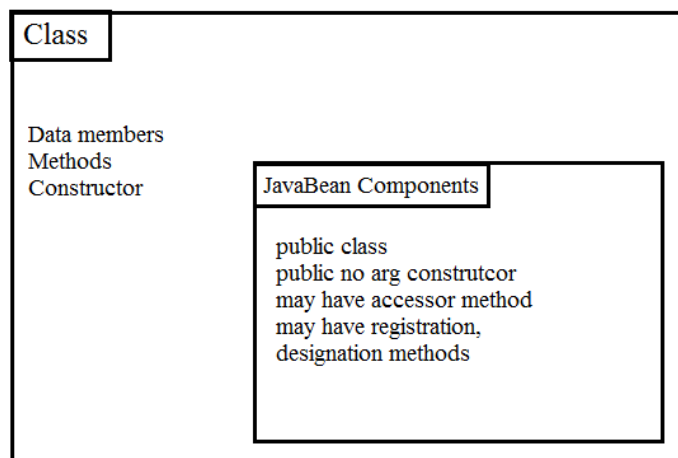 Class
Data members
Methods
Constructor
JavaBean Components
public class
public no arg construtcor
may have accessor method
may have registration,
designation methods